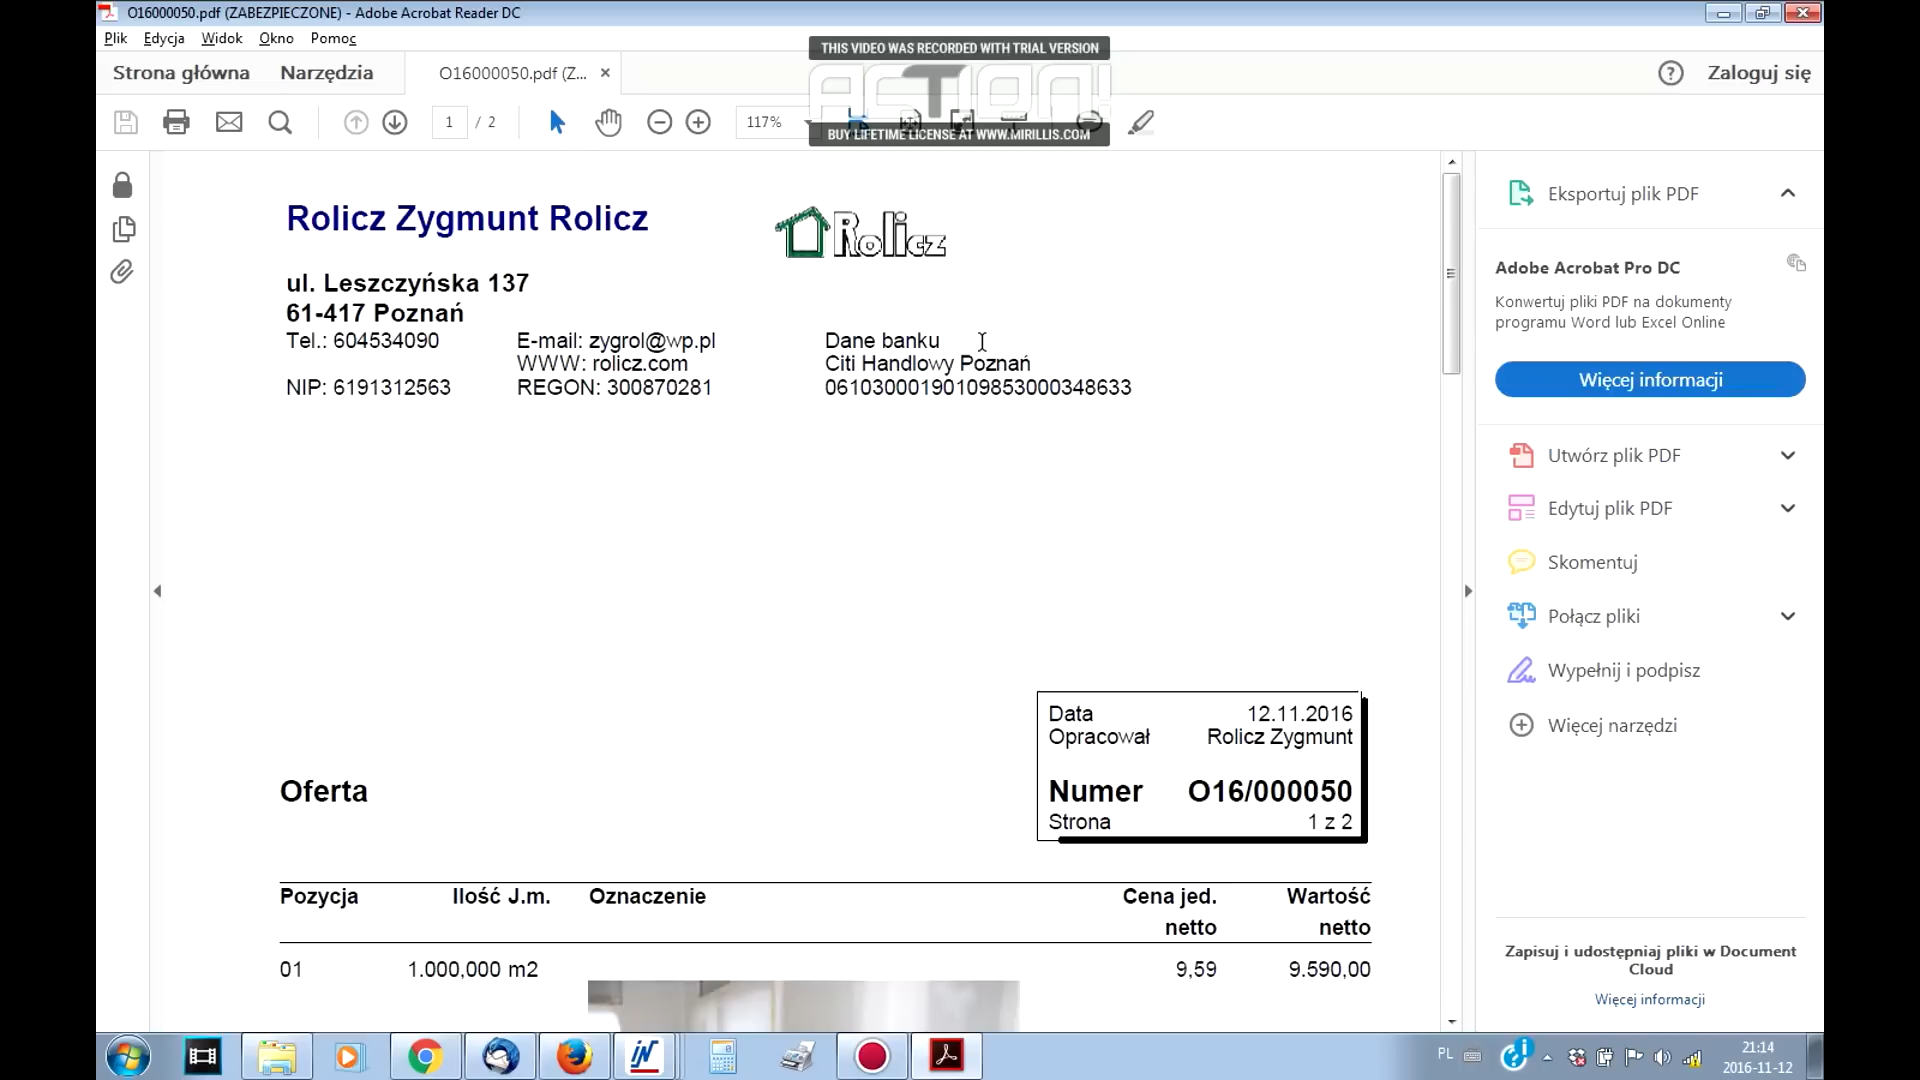 O16000050.pdf (ZABEZPIECZONE) - Adobe Acrobat Reader DC
Plik Edycja Widok Okno Pomoc
THIS VIDEO WAS RECORDED WITH TRIAL VERSION
ACTION!
BUY LIFETIME LICENSE AT WWW.MIRILLIS.COM
Strona główna Narzędzia O16000050.pdf (Z... × Zaloguj się
1 / 2 117%
Rolicz Zygmunt Rolicz
Rolicz
ul. Leszczyńska 137
61-417 Poznań
Tel.: 604534090 E-mail: zygrol@wp.pl Dane banku
WWW: rolicz.com Citi Handlowy Poznań
NIP: 6191312563 REGON: 300870281 06103000190109853000348633
Data 12.11.2016
Opracował Rolicz Zygmunt
Oferta Numer O16/000050
Strona 1 z 2
Pozycja Ilość J.m. Oznaczenie Cena jed. Wartość
netto netto
01 1.000,000 m2 9,59 9.590,00
Eksportuj plik PDF
Adobe Acrobat Pro DC
Konwertuj pliki PDF na dokumenty
programu Word lub Excel Online
Więcej informacji
Utwórz plik PDF
Edytuj plik PDF
Skomentuj
Połącz pliki
Wypełnij i podpisz
Więcej narzędzi
Zapisuj i udostępniaj pliki w Document
Cloud
Więcej informacji
PL
21:14
2016-11-12